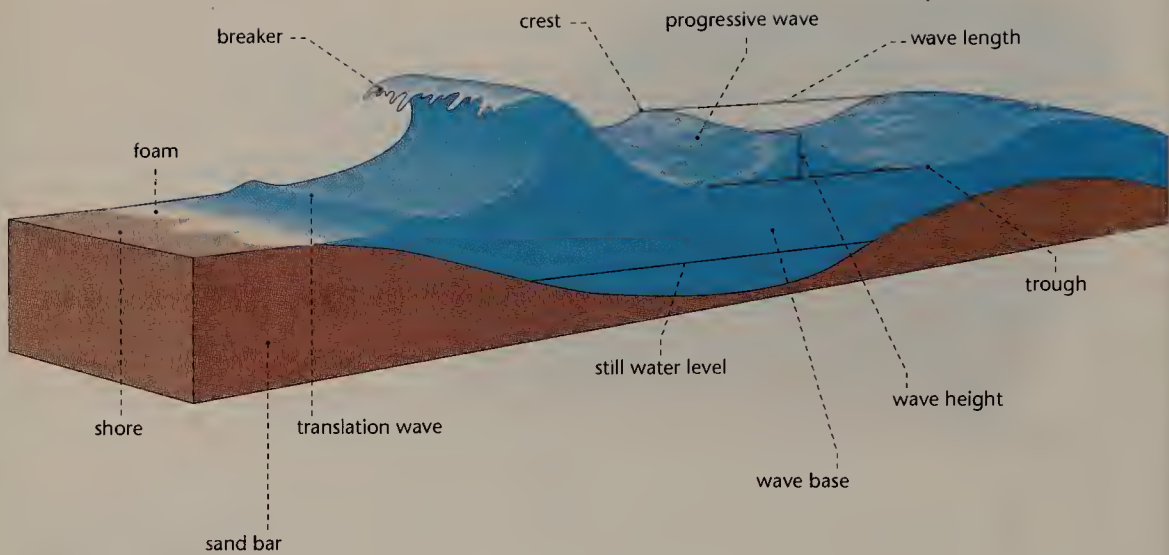 crest
progressive wave
breaker
wave length
foam
trough
still water level
wave height
shore
translation wave
wave base
sand bar